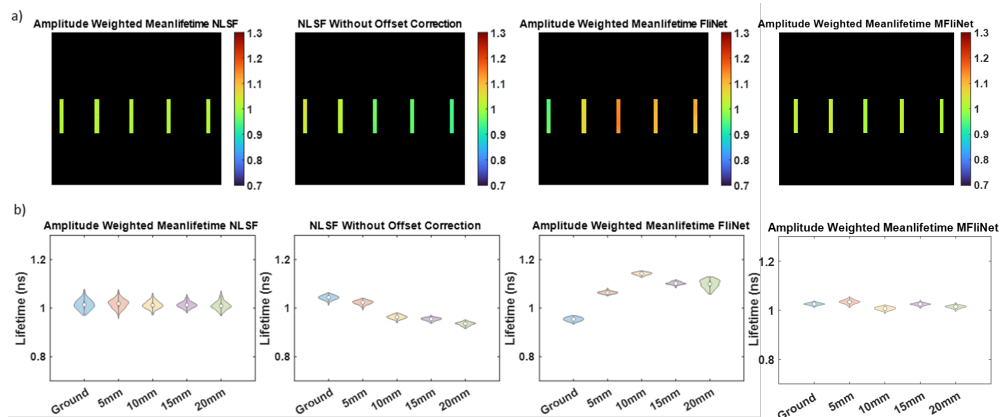 a)
Amplitude Weighted Meanlifetime NLSF
1.3
1.2
1.1
1
0.9
0.8
0.7
NLSF Without Offset Correction
1.3
1.2
1.1
1
0.9
0.8
0.7
Amplitude Weighted Meanlifetime FliNet
1.3
1.2
1.1
1
0.9
0.8
0.7
Amplitude Weighted Meanlifetime MFliNet
1.3
1.2
1.1
1
0.9
0.8
0.7
b)
Amplitude Weighted Meanlifetime NLSF
Lifetime (ns)
1.2
1
0.8
Ground
5mm
10mm
15mm
20mm
NLSF Without Offset Correction
Lifetime (ns)
1.2
1
0.8
Ground
5mm
10mm
15mm
20mm
Amplitude Weighted Meanlifetime FliNet
Lifetime (ns)
1.2
1
0.8
Ground
5mm
10mm
15mm
20mm
Amplitude Weighted Meanlifetime MFliNet
Lifetime (ns)
1.2
1
0.8
Ground
5mm
10mm
15mm
20mm